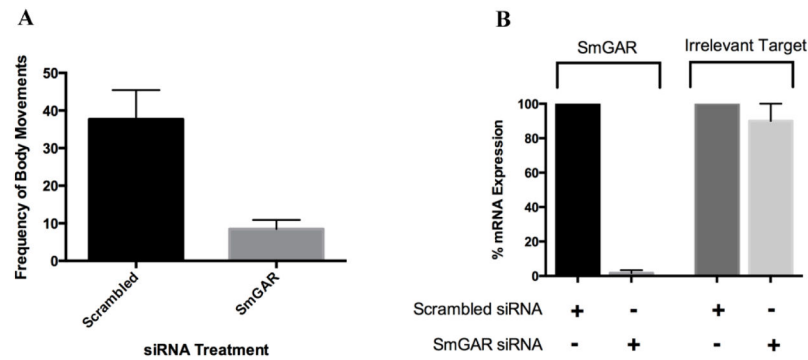 A
Frequency of Body Movements
50
40
30
20
10
0
Scrambled
SmGAR
siRNA Treatment
B
SmGAR
Irrelevant Target
% mRNA Expression
100
80
60
40
20
0
Scrambled siRNA + - + -
SmGAR siRNA - + - +